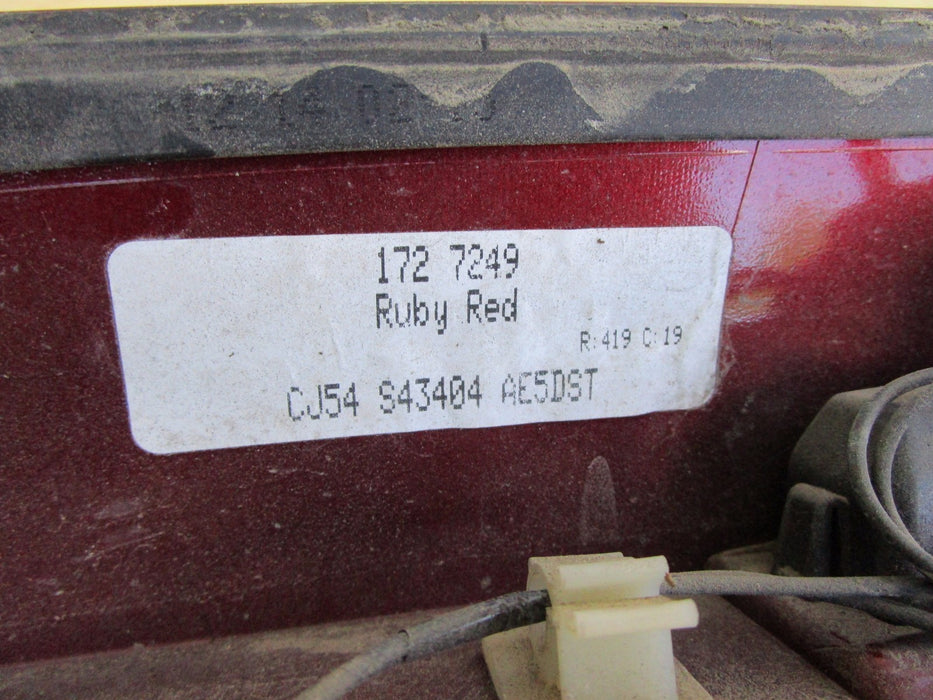 172 7249
Ruby Red
R:419 C:19
CJ54 S43404 AE5DST